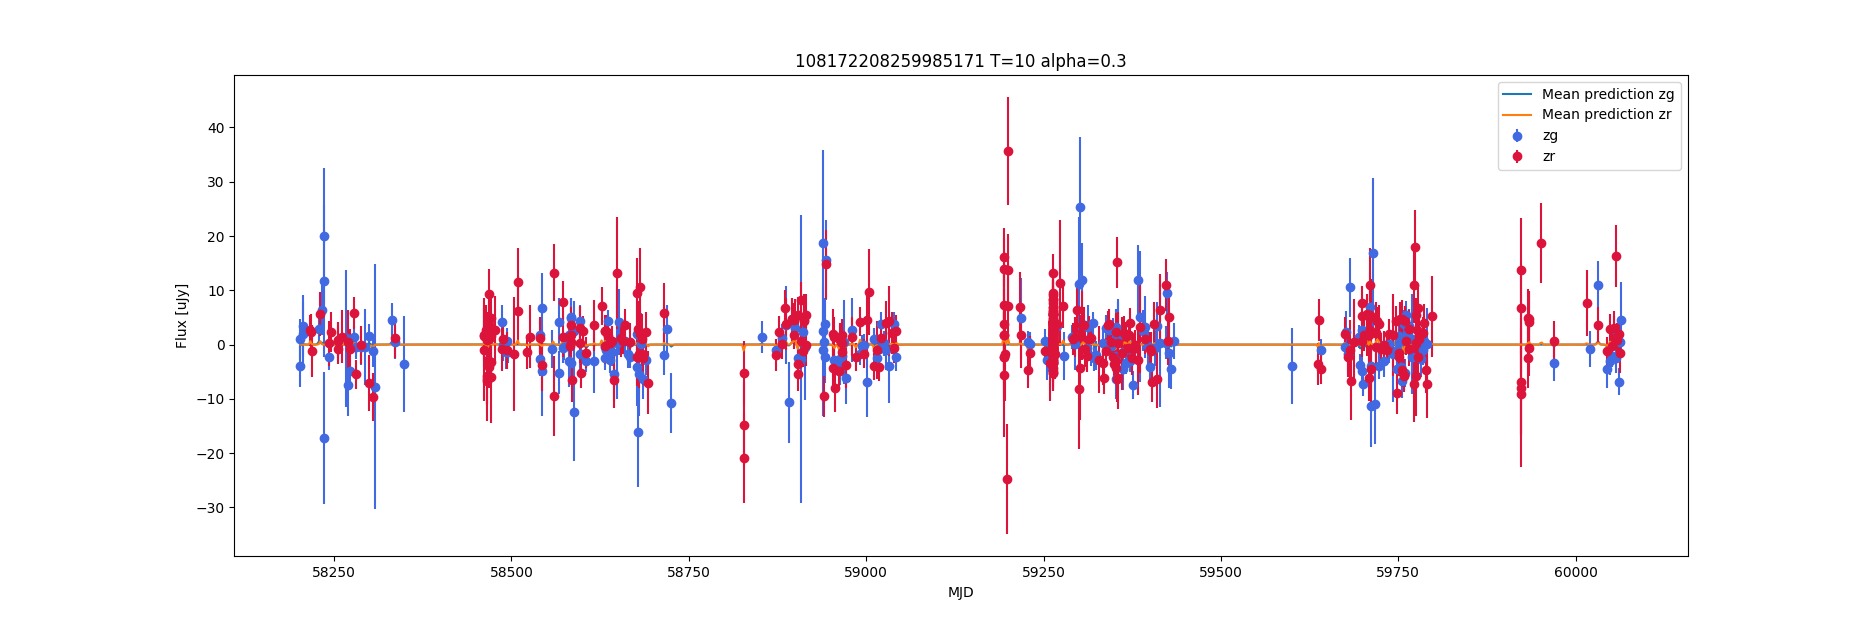 108172208259985171 T=10 alpha=0.3
Mean prediction zg
Mean prediction zr
zg
zr
Flux [uJy]
40
30
20
10
0
−10
−20
−30
58250 58500 58750 59000 59250 59500 59750 60000
MJD